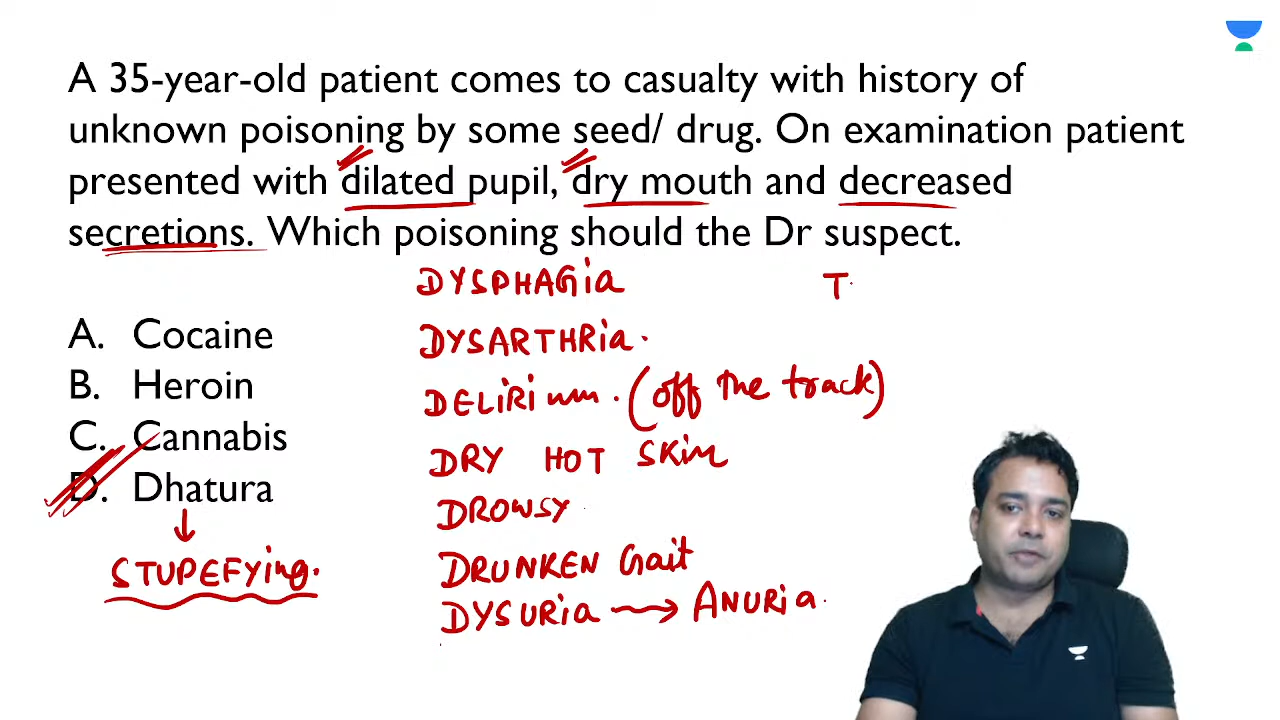 A 35-year-old patient comes to casualty with history of
unknown poisoning by some seed/ drug. On examination patient
presented with dilated pupil, dry mouth and decreased
secretions. Which poisoning should the Dr suspect.
A. Cocaine
B. Heroin
C. Cannabis
D. Dhatura
STUPEFYing.
DYSPHAGia
DYSARTHRia.
DELIRium. (off the track)
DRY HOT SKin
DROWSY
DRUNKEN Gait
DYSURia → ANURia.
T